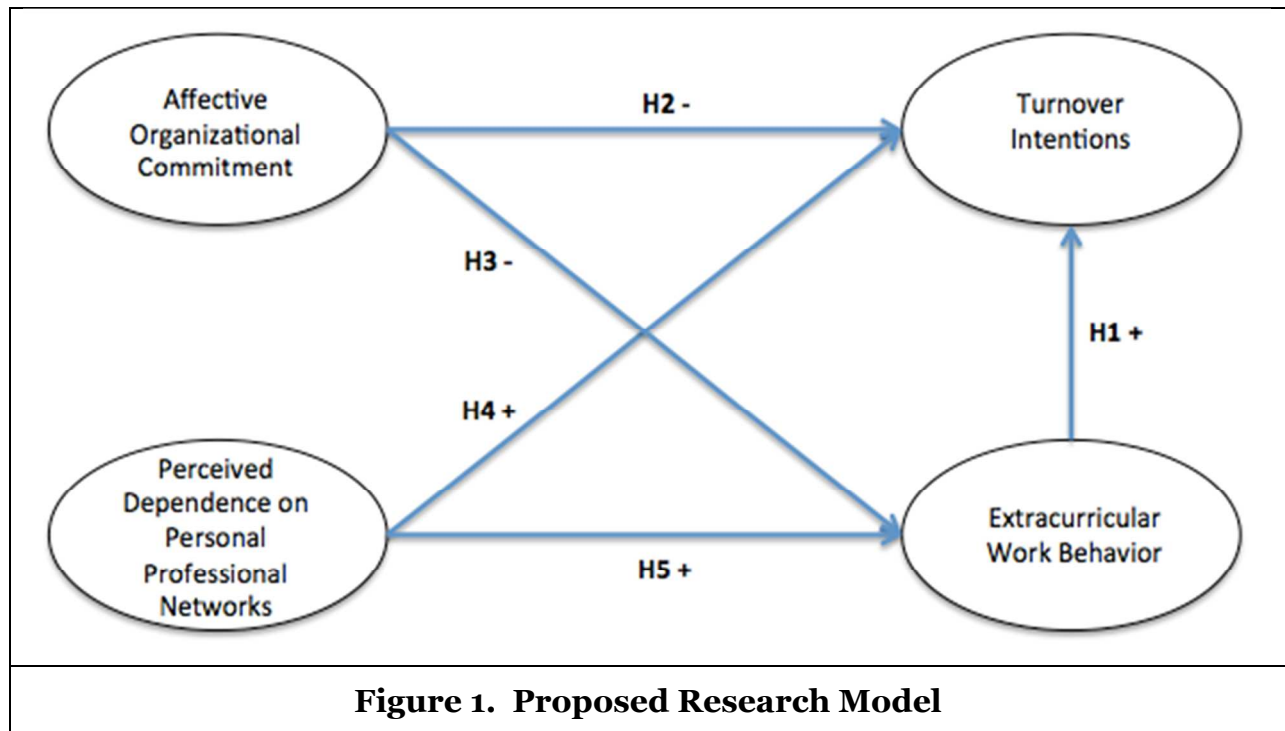 Affective
Organizational
Commitment
H2 -
Turnover
Intentions
H3 -
H1 +
H4 +
Perceived
Dependence on
Personal
Professional
Networks
H5 +
Extracurricular
Work Behavior
Figure 1. Proposed Research Model